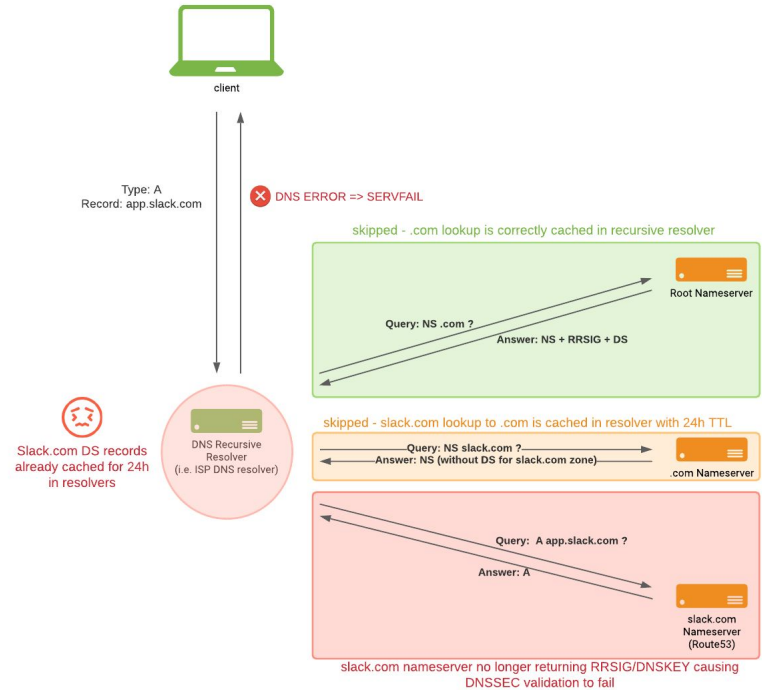 client
Type: A
Record: app.slack.com
DNS ERROR => SERVFAIL
skipped - .com lookup is correctly cached in recursive resolver
Root Nameserver
Query: NS .com ?
Answer: NS + RRSIG + DS
Slack.com DS records
already cached for 24h
in resolvers
DNS Recursive
Resolver
(i.e. ISP DNS resolver)
skipped - slack.com lookup to .com is cached in resolver with 24h TTL
Query: NS slack.com ?
Answer: NS (without DS for slack.com zone)
.com Nameserver
Query: A app.slack.com ?
Answer: A
slack.com
Nameserver
(Route53)
slack.com nameserver no longer returning RRSIG/DNSKEY causing
DNSSEC validation to fail